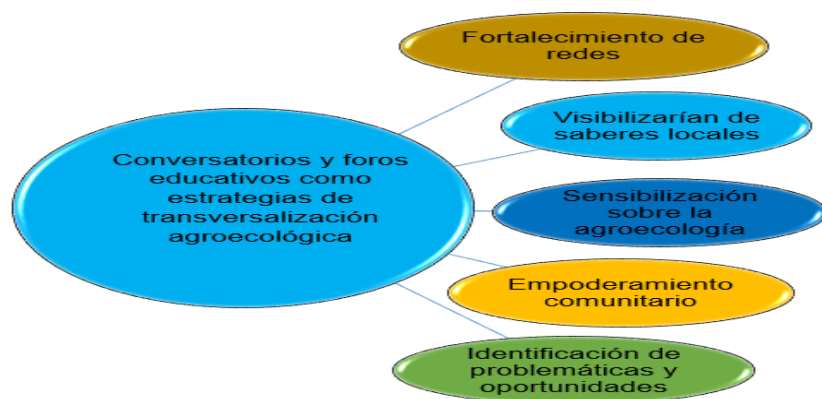 Conversatorios y foros
educativos como
estrategias de
transversalización
agroecológica
Fortalecimiento de
redes
Visibilizarían de
saberes locales
Sensibilización
sobre la
agroecología
Empoderamiento
comunitario
Identificación de
problemáticas y
oportunidades